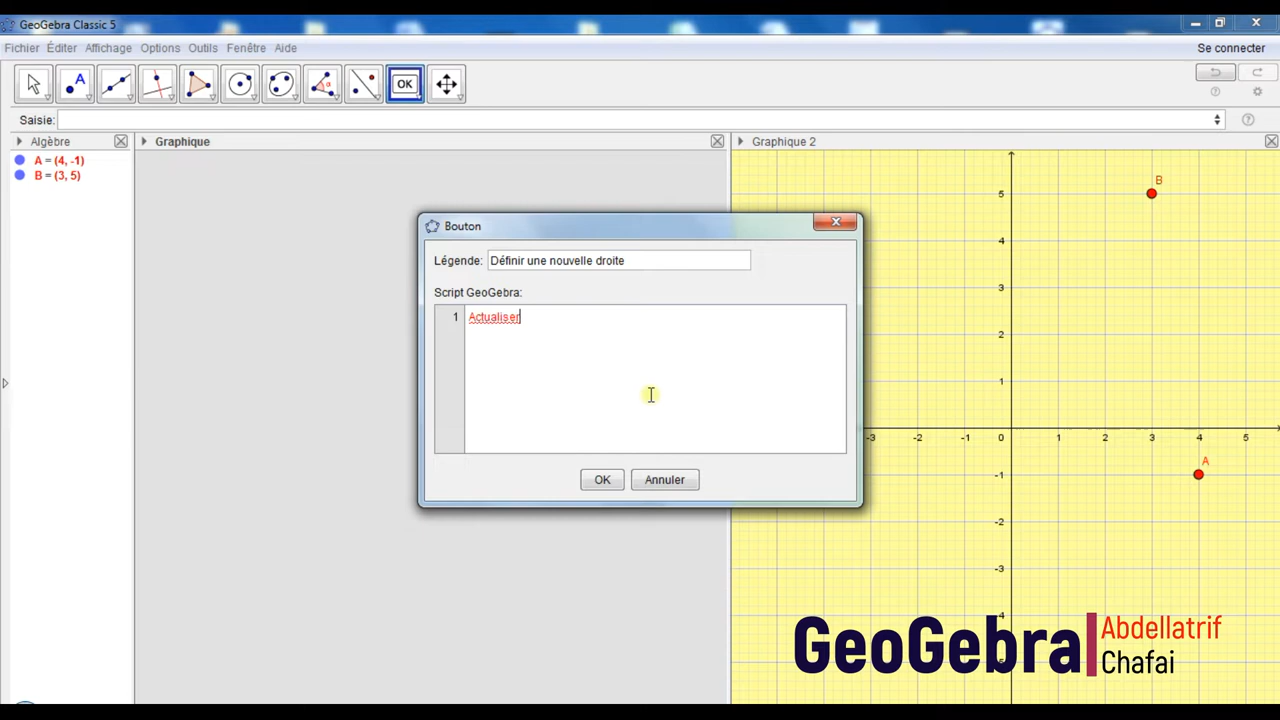 GeoGebra Classic 5
Fichier Éditer Affichage Options Outils Fenêtre Aide
Se connecter
A
α
OK
Saisie:
Algèbre
Graphique
Graphique 2
A = (4, -1)
B = (3, 5)
Bouton
Légende: Définir une nouvelle droite
Script GeoGebra:
1 Actualiser
OK Annuler
B
5
4
3
2
1
-3 -2 -1 0 1 2 3 4 5
A
-1
-2
-3
GeoGebra
Abdellatrif
Chafai